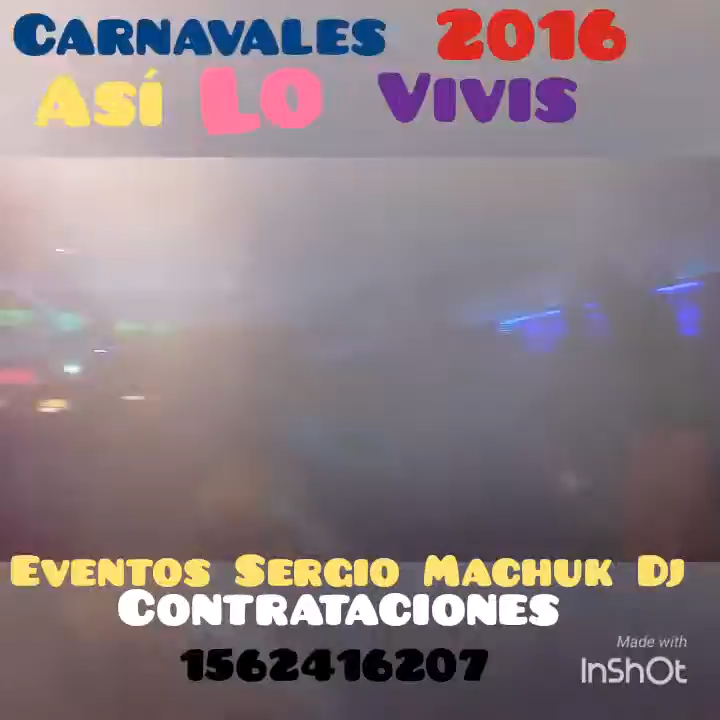 Carnavales 2016
Así Lo Vivis
Eventos Sergio Machuk Dj
Contrataciones
1562416207
Made with
InShOt